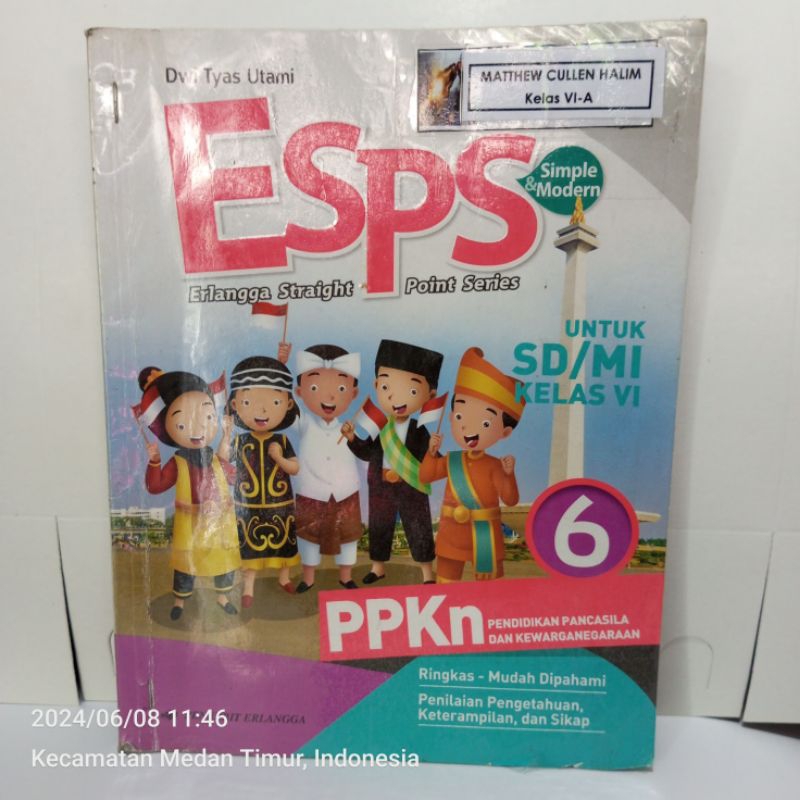 Dwi Tyas Utami
MATTHEW CULLEN HALIM
Kelas VI-A
ESPS
Simple
& Modern
Erlangga Straight Point Series
UNTUK
SD/MI
KELAS VI
6
PPKn
PENDIDIKAN PANCASILA
DAN KEWARGANEGARAAN
Ringkas - Mudah Dipahami
Penilaian Pengetahuan,
Keterampilan, dan Sikap
ERLANGGA
2024/06/08 11:46
Kecamatan Medan Timur, Indonesia